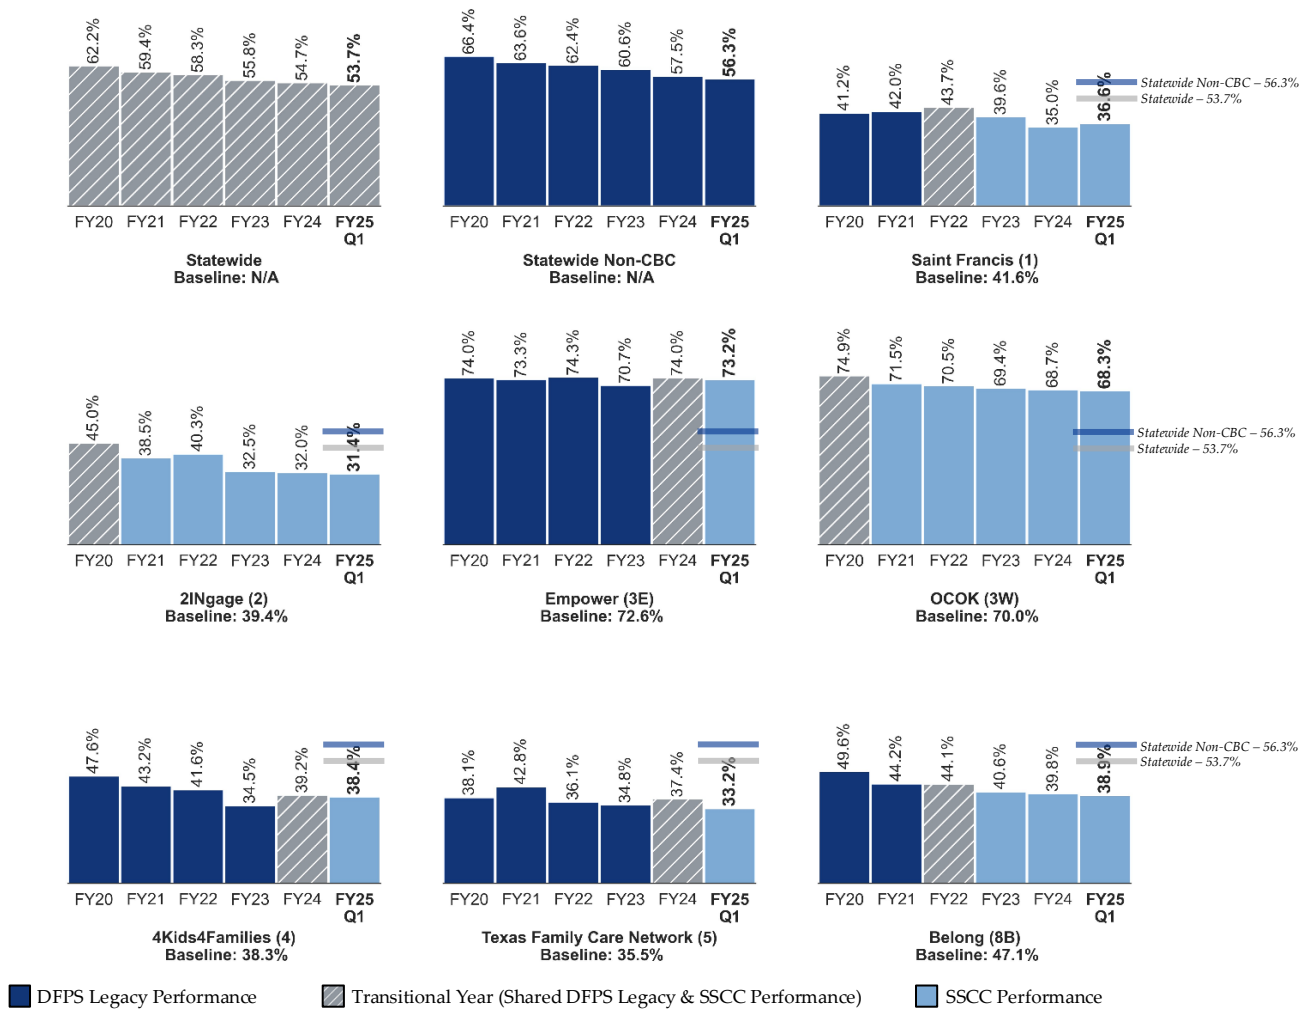 62.2%
59.4%
58.3%
55.8%
54.7%
53.7%
FY20 FY21 FY22 FY23 FY24 FY25
Q1
Statewide
Baseline: N/A
66.4%
63.6%
62.4%
60.6%
57.5%
56.3%
FY20 FY21 FY22 FY23 FY24 FY25
Q1
Statewide Non-CBC
Baseline: N/A
41.2%
42.0%
43.7%
39.6%
35.0%
36.6%
Statewide Non-CBC – 56.3%
Statewide – 53.7%
FY20 FY21 FY22 FY23 FY24 FY25
Q1
Saint Francis (1)
Baseline: 41.6%
45.0%
38.5%
40.3%
32.5%
32.0%
31.4%
FY20 FY21 FY22 FY23 FY24 FY25
Q1
2INgage (2)
Baseline: 39.4%
74.0%
73.3%
74.3%
70.7%
74.0%
73.2%
FY20 FY21 FY22 FY23 FY24 FY25
Q1
Empower (3E)
Baseline: 72.6%
74.9%
71.5%
70.5%
69.4%
68.7%
68.3%
Statewide Non-CBC – 56.3%
Statewide – 53.7%
FY20 FY21 FY22 FY23 FY24 FY25
Q1
OCOK (3W)
Baseline: 70.0%
47.6%
43.2%
41.6%
34.5%
39.2%
38.4%
FY20 FY21 FY22 FY23 FY24 FY25
Q1
4Kids4Families (4)
Baseline: 38.3%
38.1%
42.8%
36.1%
34.8%
37.4%
33.2%
FY20 FY21 FY22 FY23 FY24 FY25
Q1
Texas Family Care Network (5)
Baseline: 35.5%
49.6%
44.2%
44.1%
40.6%
39.8%
38.9%
Statewide Non-CBC – 56.3%
Statewide – 53.7%
FY20 FY21 FY22 FY23 FY24 FY25
Q1
Belong (8B)
Baseline: 47.1%
DFPS Legacy Performance
Transitional Year (Shared DFPS Legacy & SSCC Performance)
SSCC Performance